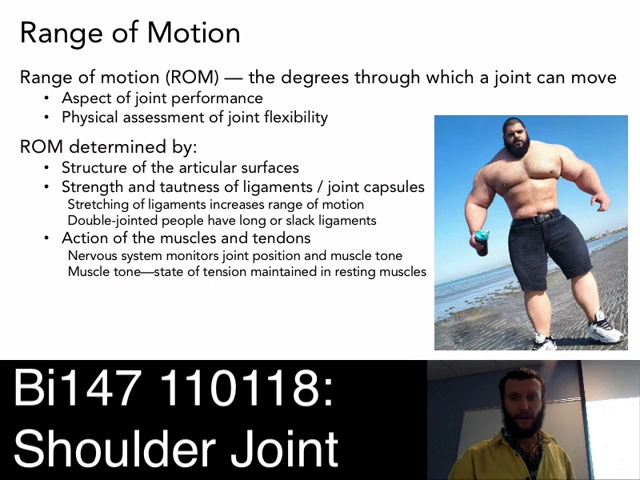 Range of Motion
Range of motion (ROM) — the degrees through which a joint can move
• Aspect of joint performance
• Physical assessment of joint flexibility
ROM determined by:
• Structure of the articular surfaces
• Strength and tautness of ligaments / joint capsules
Stretching of ligaments increases range of motion
Double-jointed people have long or slack ligaments
• Action of the muscles and tendons
Nervous system monitors joint position and muscle tone
Muscle tone—state of tension maintained in resting muscles
Bi147 110118:
Shoulder Joint